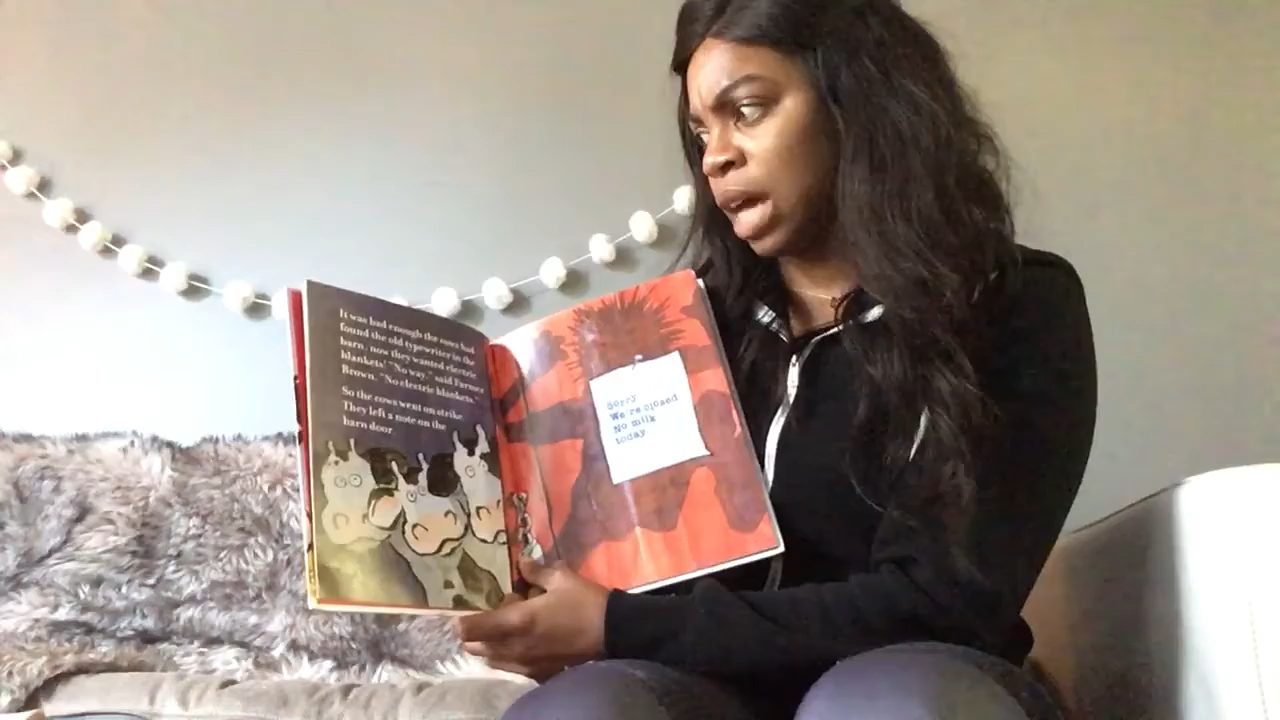 It was bad enough the cows had
found the old typewriter in the
barn, now they wanted electric
blankets! "No way," said Farmer
Brown. "No electric blankets."
So the cows went on strike.
They left a note on the
barn door.
Sorry
We're closed
No milk
today